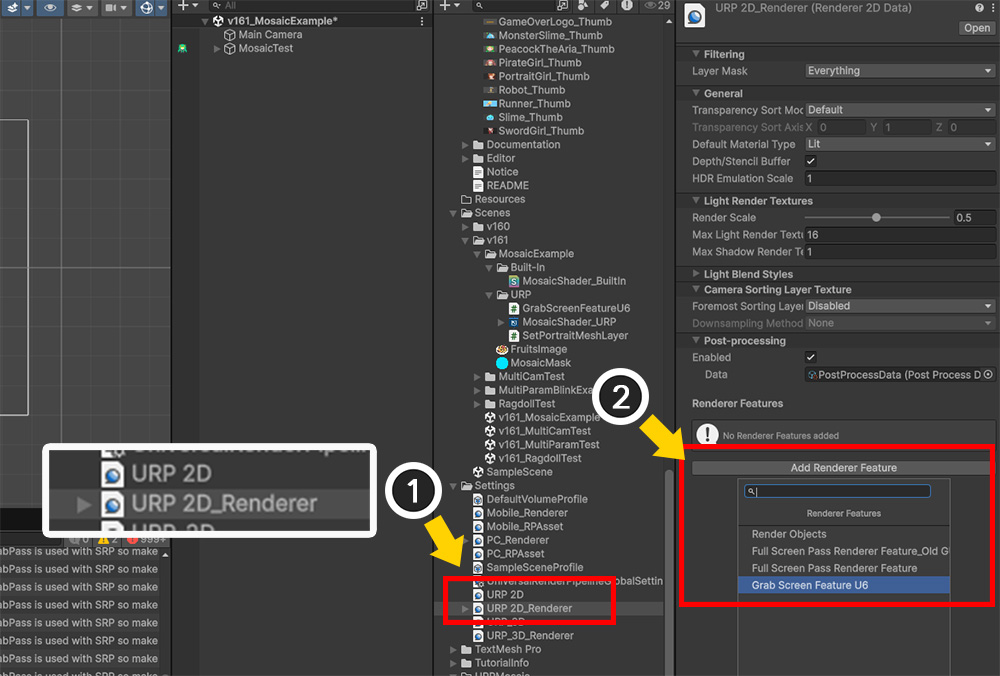 All
v161_MosaicExample*
Main Camera
MosaicTest
29
GameOverLogo_Thumb
MonsterSlime_Thumb
PeacockTheAria_Thumb
PirateGirl_Thumb
PortraitGirl_Thumb
Robot_Thumb
Runner_Thumb
Slime_Thumb
SwordGirl_Thumb
Documentation
Editor
Notice
README
Resources
Scenes
v160
v161
MosaicExample
Built-In
MosaicShader_BuiltIn
URP
GrabScreenFeatureU6
MosaicShader_URP
SetPortraitMeshLayer
FruitsImage
MosaicMask
MultiCamTest
MultiParamBlinkExa
RagdollTest
v161_MosaicExample
v161_MultiCamTest
v161_MultiParamTest
v161_RagdollTest
SampleScene
Settings
DefaultVolumeProfile
Mobile_Renderer
Mobile_RPAsset
PC_Renderer
PC_RPAsset
SampleSceneProfile
UniversalRenderPipelineGlobalSettin
URP 2D
URP 2D_Renderer
URP_3D
URP_3D_Renderer
TextMesh Pro
TutorialInfo
URPMosaic
URP 2D_Renderer (Renderer 2D Data)
Open
Filtering
Layer Mask Everything
General
Transparency Sort Mod Default
Transparency Sort Axis X 0 Y 1 Z 0
Default Material Type Lit
Depth/Stencil Buffer
HDR Emulation Scale 1
Light Render Textures
Render Scale 0.5
Max Light Render Textu 16
Max Shadow Render Te 1
Light Blend Styles
Camera Sorting Layer Texture
Foremost Sorting Layer Disabled
Downsampling Method None
Post-processing
Enabled
Data PostProcessData (Post Process D
Renderer Features
No Renderer Features added
Add Renderer Feature
Renderer Features
Render Objects
Full Screen Pass Renderer Feature_Old G
Full Screen Pass Renderer Feature
Grab Screen Feature U6
1
2
URP 2D
URP 2D_Renderer
0 2 999+
abPass is used with SRP so make
abPass is used with SRP so make
abPass is used with SRP so make
abPass is used with SRP so make
abPass is used with SRP so make
abPass is used with SRP so make
abPass is used with SRP so make
abPass is used with SRP so make